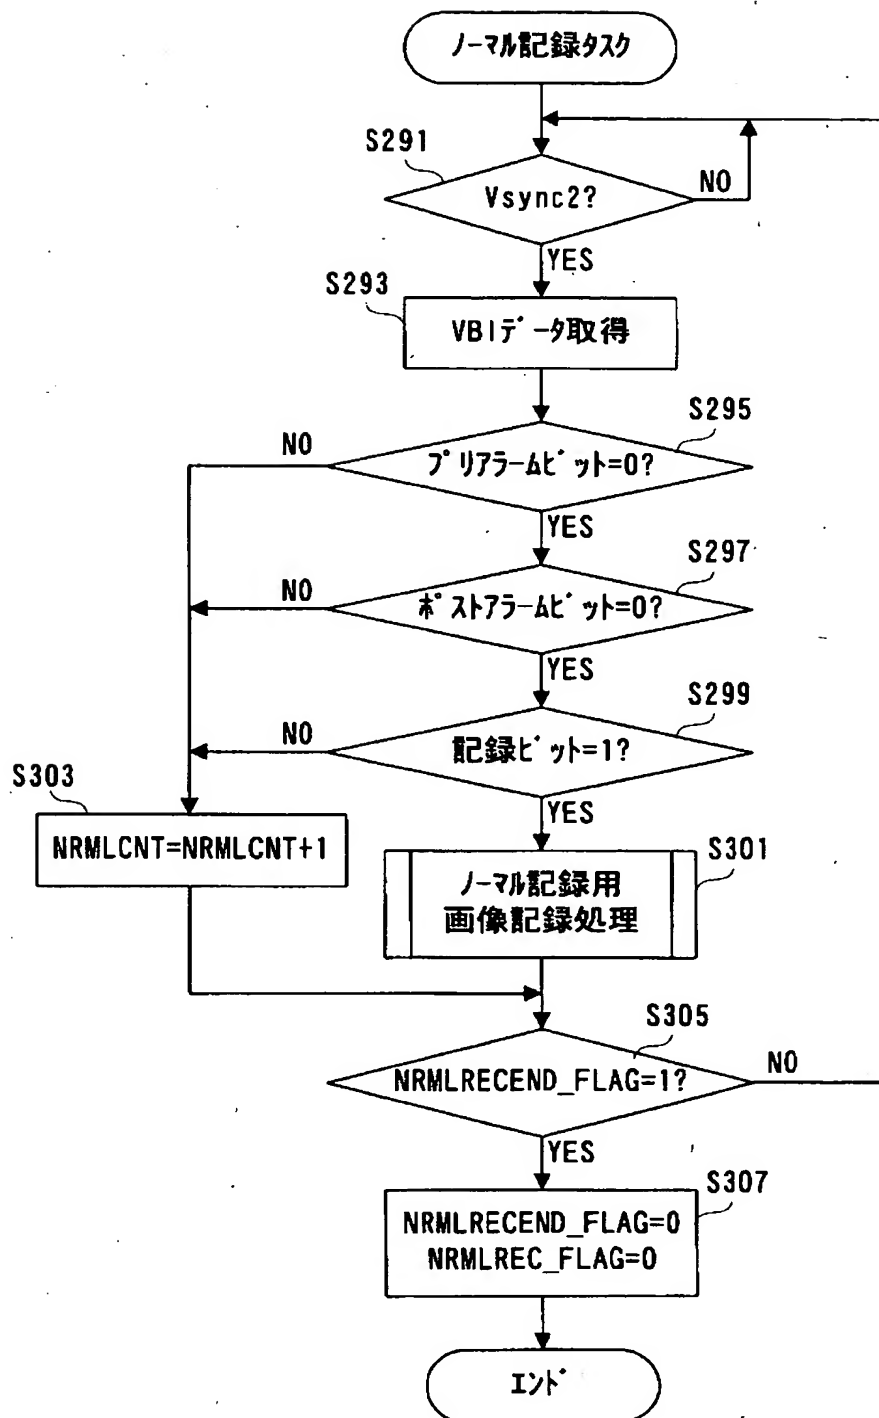 ノーマル記録タスク
S291
Vsync2?
NO
YES
S293
VBIデータ取得
S295
プリアラームビット=0?
NO
YES
S297
ポストアラームビット=0?
NO
YES
S299
記録ビット=1?
NO
YES
S303
NRMLCNT=NRMLCNT+1
S301
ノーマル記録用
画像記録処理
S305
NRMLRECEND_FLAG=1?
NO
YES
S307
NRMLRECEND_FLAG=0
NRMLREC_FLAG=0
エンド